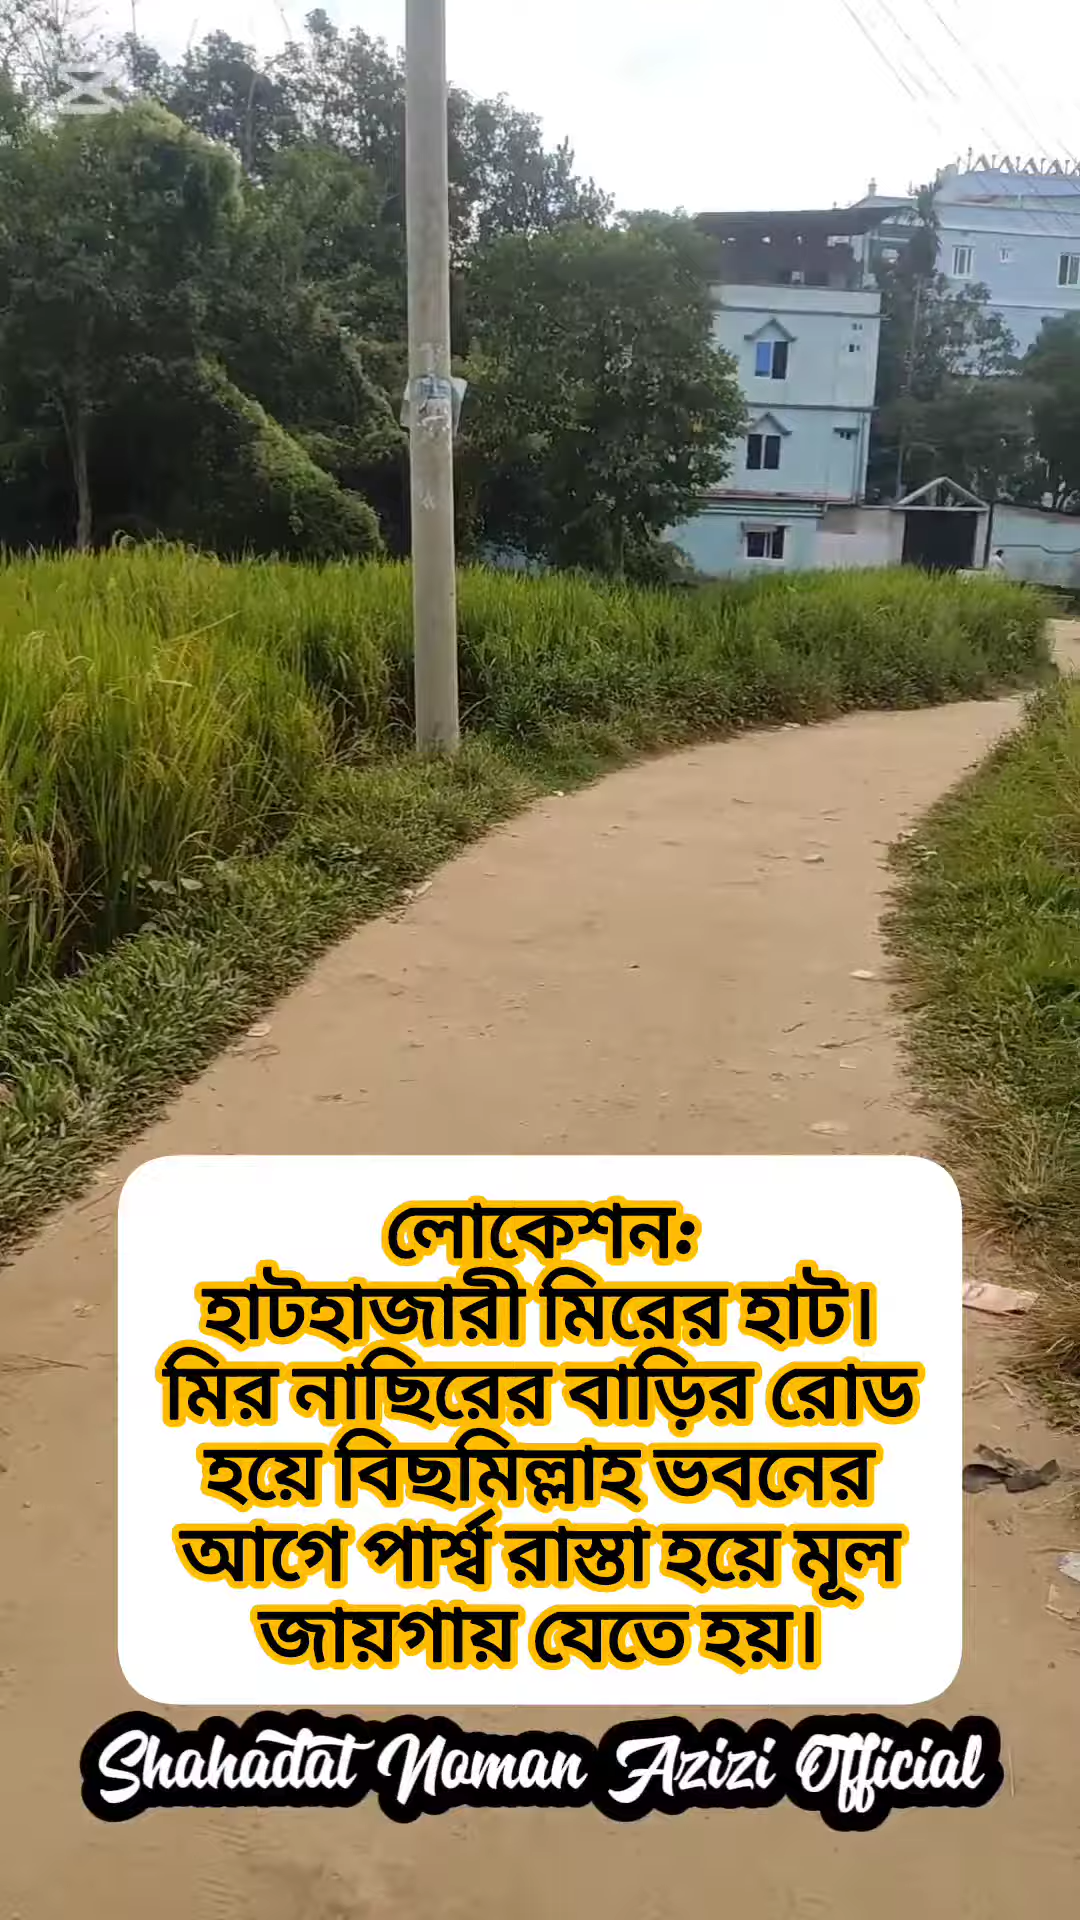 লোকেশন:
হাটহাজারী মিরের হাট।
মির নাছিরের বাড়ির রোড
হয়ে বিছমিল্লাহ ভবনের
আগে পার্শ্ব রাস্তা হয়ে মূল
জায়গায় যেতে হয়।
Shahadat Noman Azizi Official